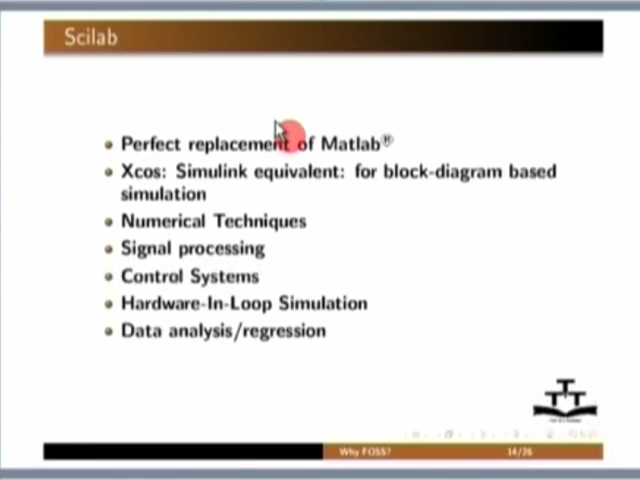 Scilab
Perfect replacement of Matlab®
Xcos: Simulink equivalent: for block-diagram based
simulation
Numerical Techniques
Signal processing
Control Systems
Hardware-In-Loop Simulation
Data analysis/regression
TTT
Why FOSS?
14/26